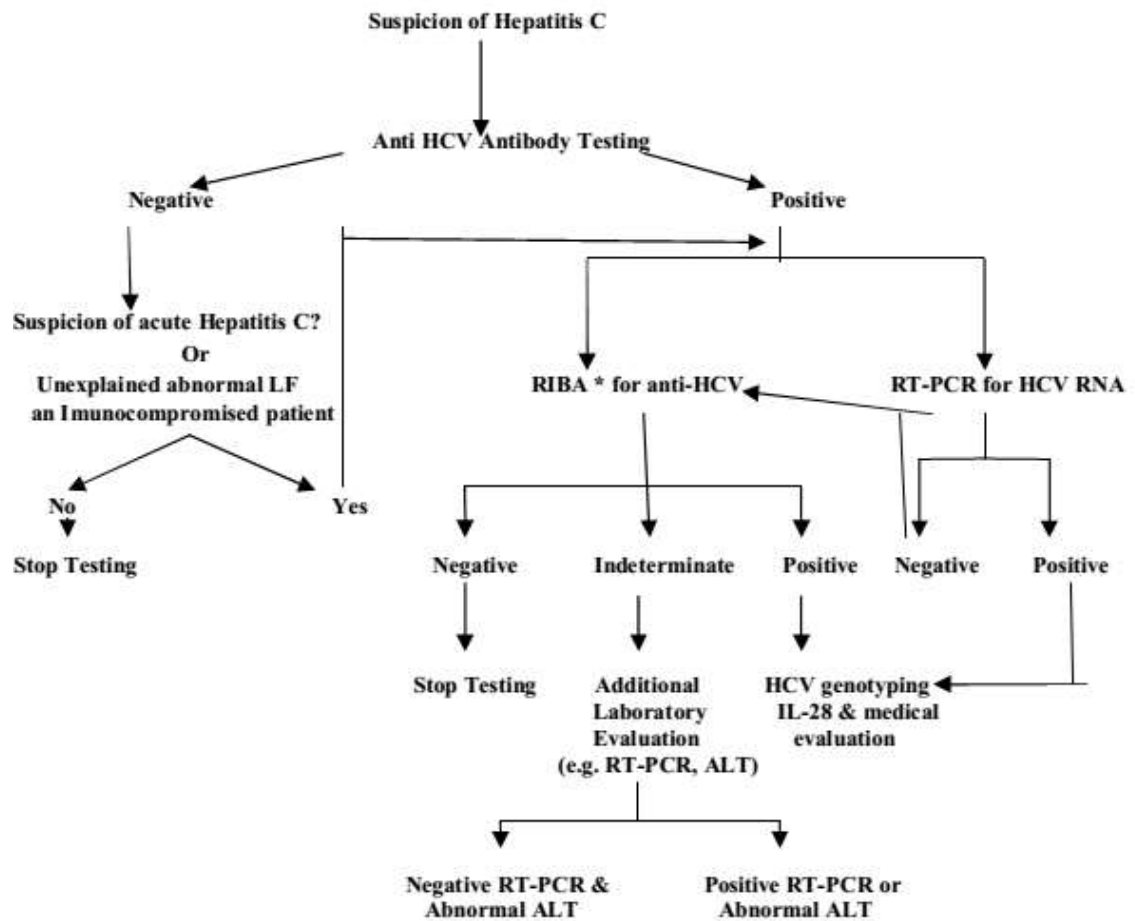 Suspicion of Hepatitis C
Anti HCV Antibody Testing
Negative
Positive
Suspicion of acute Hepatitis C?
Or
Unexplained abnormal LF
an Imunocompromised patient
RIBA * for anti-HCV
RT-PCR for HCV RNA
No
Yes
Stop Testing
Negative
Indeterminate
Positive
Negative
Positive
Stop Testing
Additional
Laboratory
Evaluation
(e.g. RT-PCR, ALT)
HCV genotyping
IL-28 & medical
evaluation
Negative RT-PCR &
Abnormal ALT
Positive RT-PCR or
Abnormal ALT